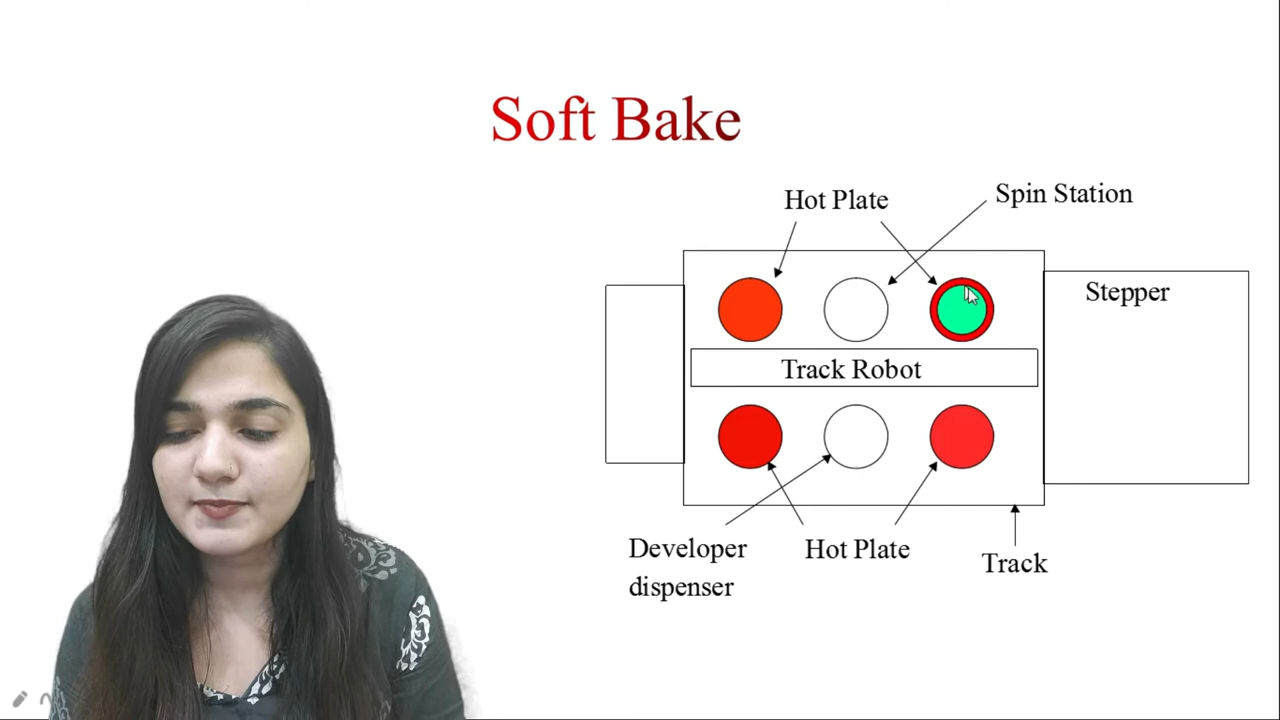 Soft Bake
Hot Plate
Spin Station
Stepper
Track Robot
Developer
dispenser
Hot Plate
Track